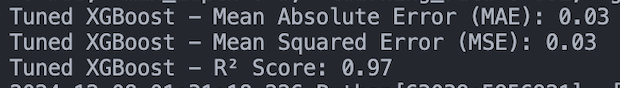 Tuned XGBoost – Mean Absolute Error (MAE): 0.03
Tuned XGBoost – Mean Squared Error (MSE): 0.03
Tuned XGBoost – R² Score: 0.97